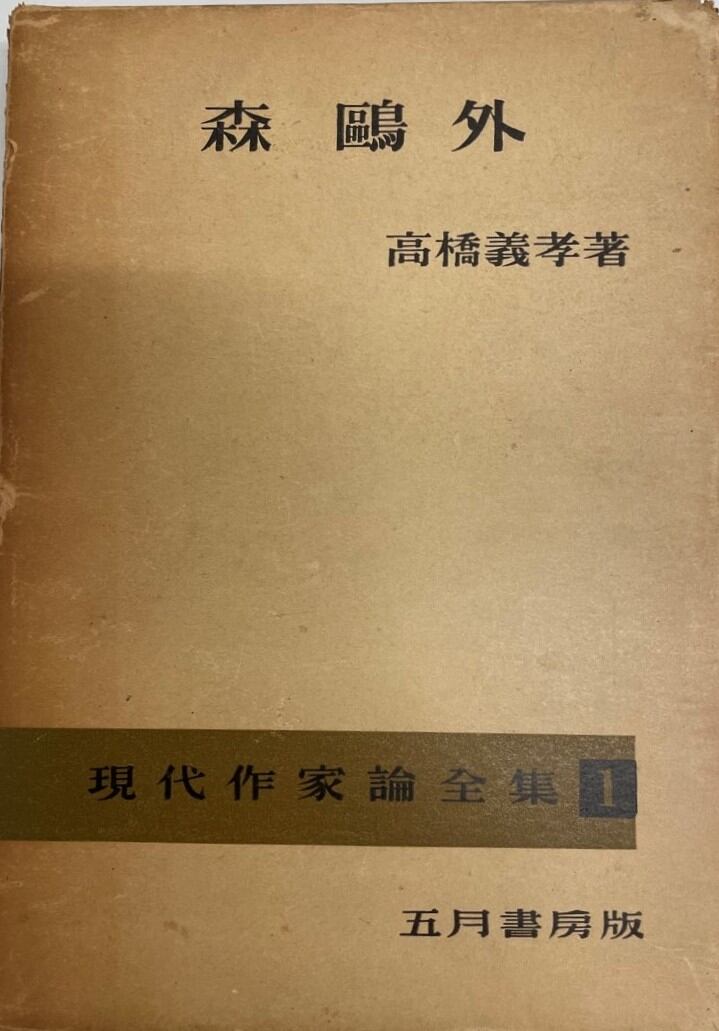 森鷗外
高橋義孝著
現代作家論全集 1
五月書房版